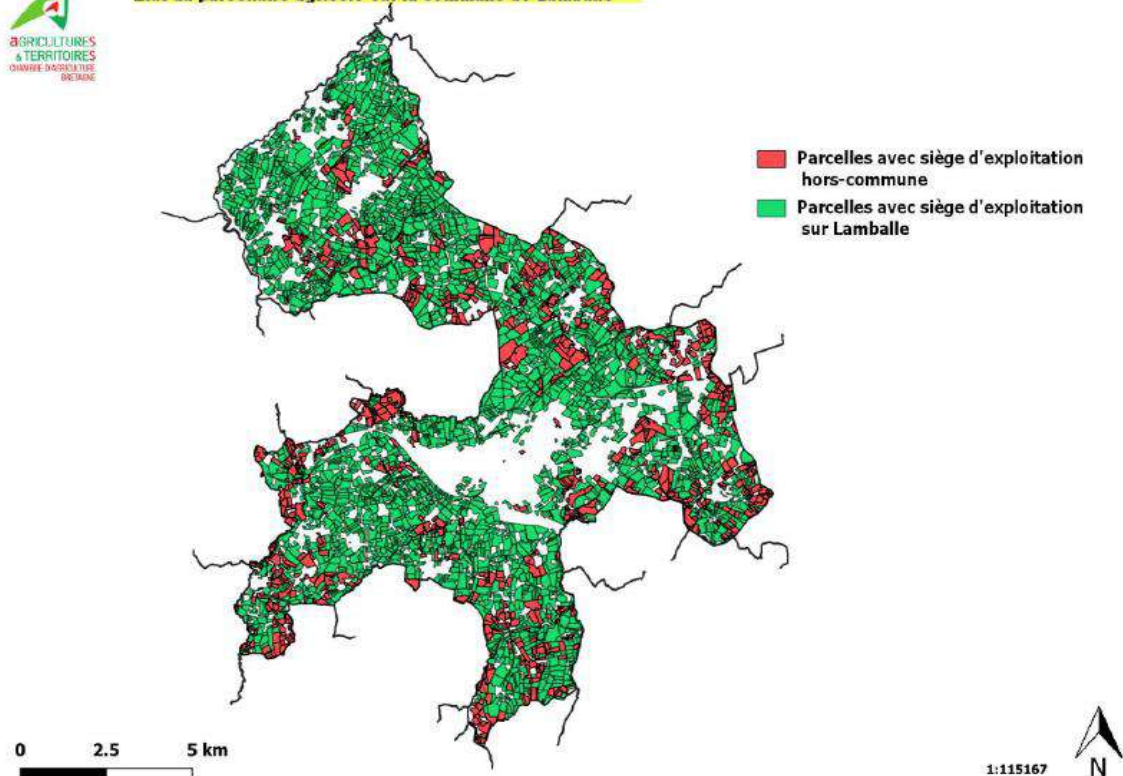 aGRICULTURES
& TERRITOIRES
CHAMBRE D'AGRICULTURE
BRETAGNE
Parcelles avec siège d'exploitation
hors-commune
Parcelles avec siège d'exploitation
sur Lamballe
0 2.5 5 km
1:115167
N